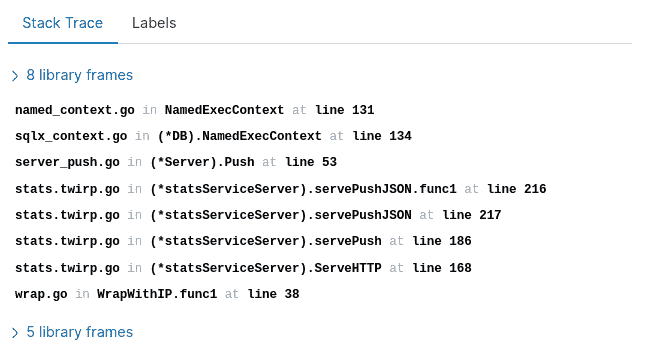 Stack Trace Labels
8 library frames
named_context.go in NamedExecContext at line 131
sqlx_context.go in (*DB).NamedExecContext at line 134
server_push.go in (*Server).Push at line 53
stats.twirp.go in (*statsServiceServer).servePushJSON.func1 at line 216
stats.twirp.go in (*statsServiceServer).servePushJSON at line 217
stats.twirp.go in (*statsServiceServer).servePush at line 186
stats.twirp.go in (*statsServiceServer).ServeHTTP at line 168
wrap.go in WrapWithIP.func1 at line 38
5 library frames